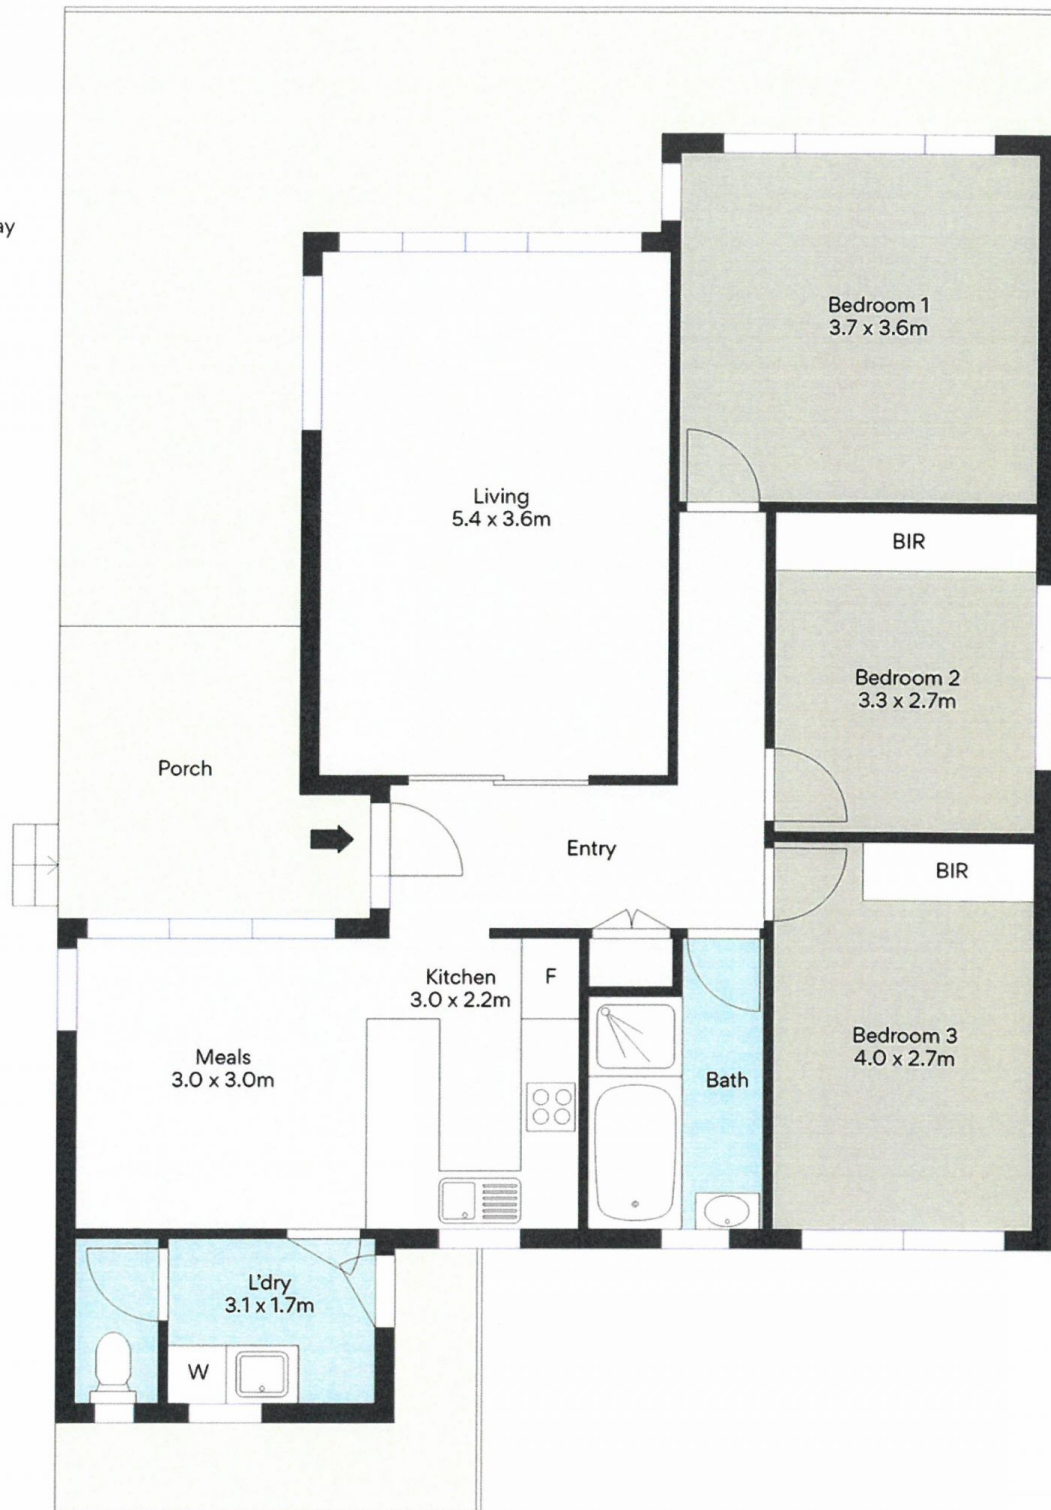 Bedroom 1
3.7 x 3.6m
Living
5.4 x 3.6m
BIR
Bedroom 2
3.3 x 2.7m
Porch
Entry
BIR
Kitchen
3.0 x 2.2m
F
Meals
3.0 x 3.0m
Bath
Bedroom 3
4.0 x 2.7m
L'dry
3.1 x 1.7m
W